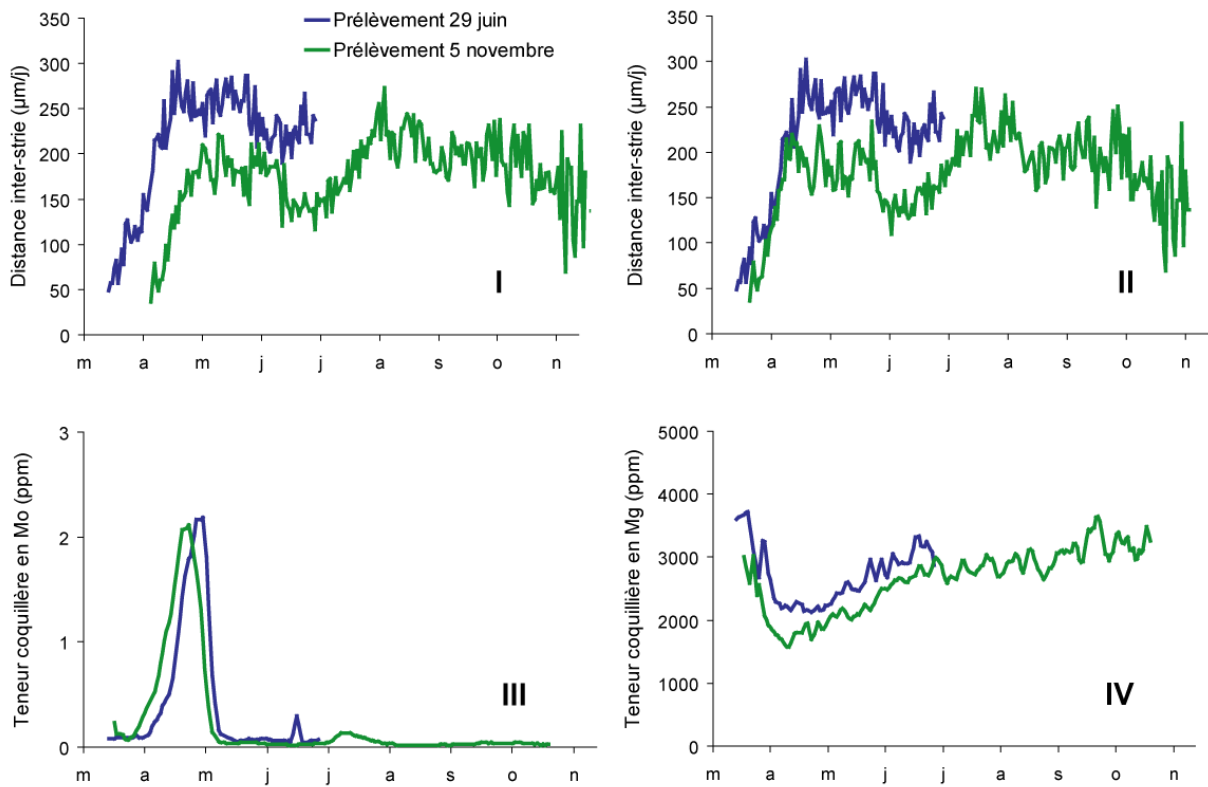 Prélèvement 29 juin
Prélèvement 5 novembre
Distance inter-strie (µm/j)
350
300
250
200
150
100
50
0
m a m j j a s o n
I
Distance inter-strie (µm/j)
350
300
250
200
150
100
50
0
m a m j j a s o n
II
Teneur coquillière en Mo (ppm)
3
2
1
0
m a m j j a s o n
III
Teneur coquillière en Mg (ppm)
5000
4000
3000
2000
1000
0
m a m j j a s o n
IV